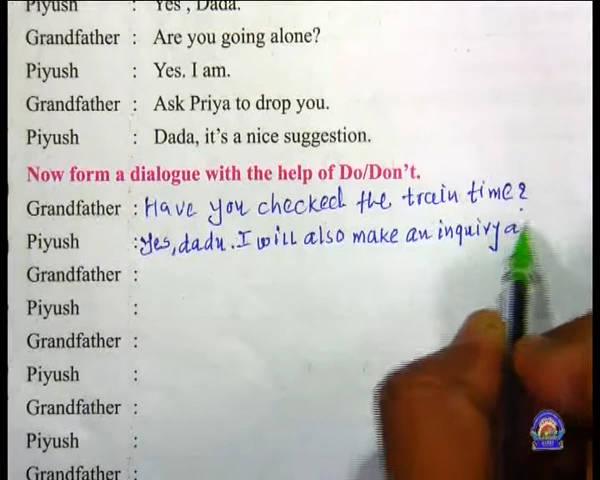 Piyush : Yes , Dada.
Grandfather : Are you going alone?
Piyush : Yes. I am.
Grandfather : Ask Priya to drop you.
Piyush : Dada, it's a nice suggestion.
Now form a dialogue with the help of Do/Don't.
Grandfather : Have you checked the train time?
Piyush : Yes, dadu. I will also make an inquiry a
Grandfather :
Piyush :
Grandfather :
Piyush :
Grandfather :
Piyush :
Grandfather :